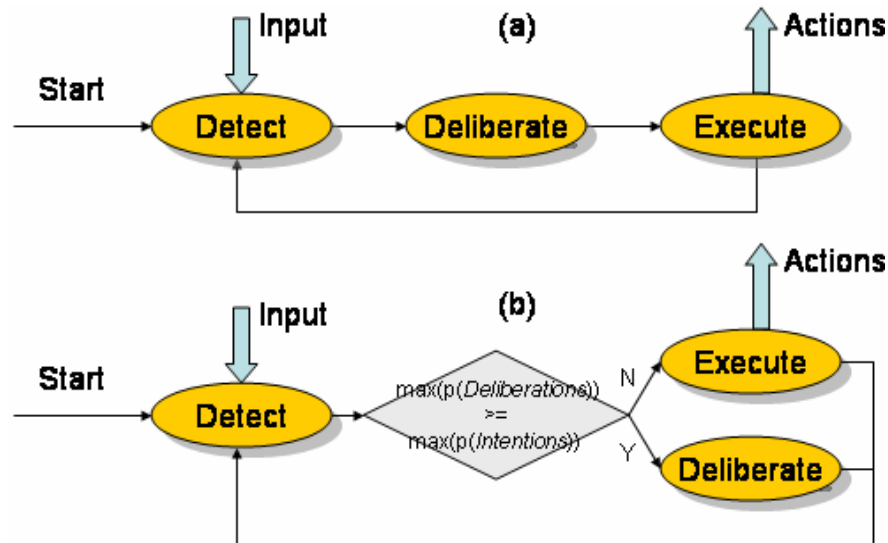 Input
(a)
Actions
Start
Detect
Deliberate
Execute
Actions
Input
(b)
Start
Execute
max(p(Deliberations))
N
>=
Detect
max(p(Intentions))
Y
Deliberate